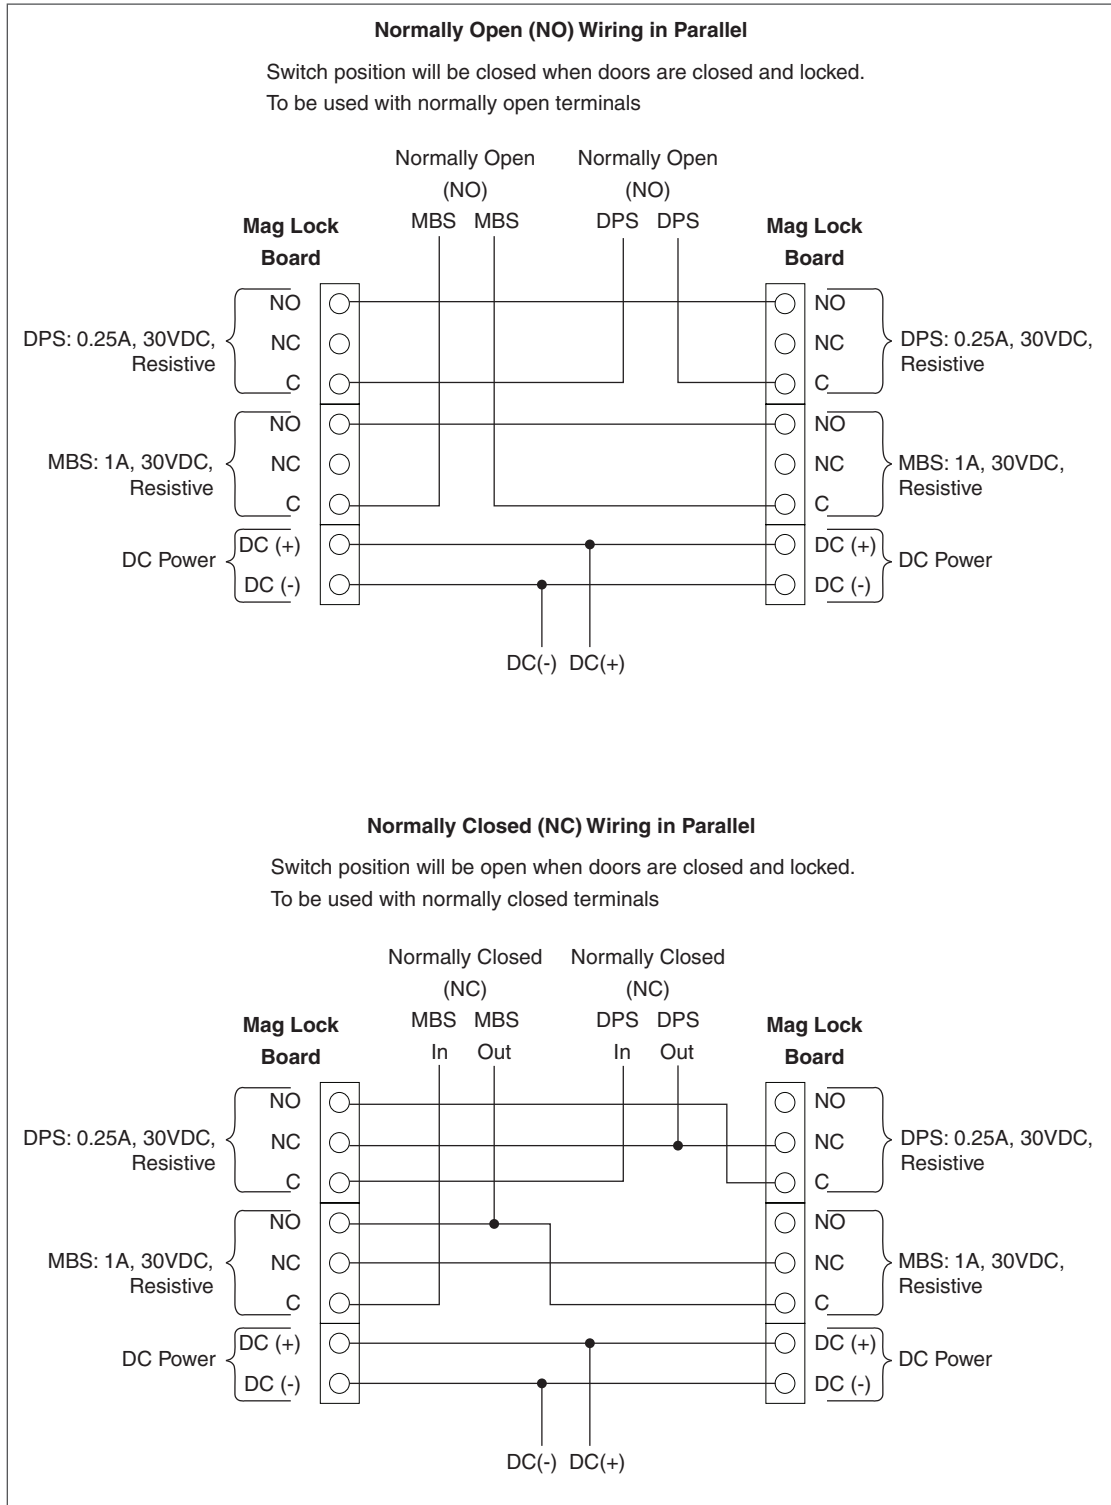 Normally Open (NO) Wiring in Parallel
Switch position will be closed when doors are closed and locked.
To be used with normally open terminals
Normally Open Normally Open
(NO) (NO)
MBS MBS DPS DPS
Mag Lock Mag Lock
Board Board
NO NO
DPS: 0.25A, 30VDC, NC NC DPS: 0.25A, 30VDC,
Resistive Resistive
C C
NO NO
MBS: 1A, 30VDC, NC NC MBS: 1A, 30VDC,
Resistive Resistive
C C
DC (+) DC (+)
DC Power DC Power
DC (-) DC (-)
DC(-) DC(+)
Normally Closed (NC) Wiring in Parallel
Switch position will be open when doors are closed and locked.
To be used with normally closed terminals
Normally Closed Normally Closed
(NC) (NC)
MBS MBS DPS DPS
Mag Lock Mag Lock
In Out In Out
Board Board
NO NO
DPS: 0.25A, 30VDC, NC NC DPS: 0.25A, 30VDC,
Resistive Resistive
C C
NO NO
MBS: 1A, 30VDC, NC NC MBS: 1A, 30VDC,
Resistive Resistive
C C
DC (+) DC (+)
DC Power DC Power
DC (-) DC (-)
DC(-) DC(+)